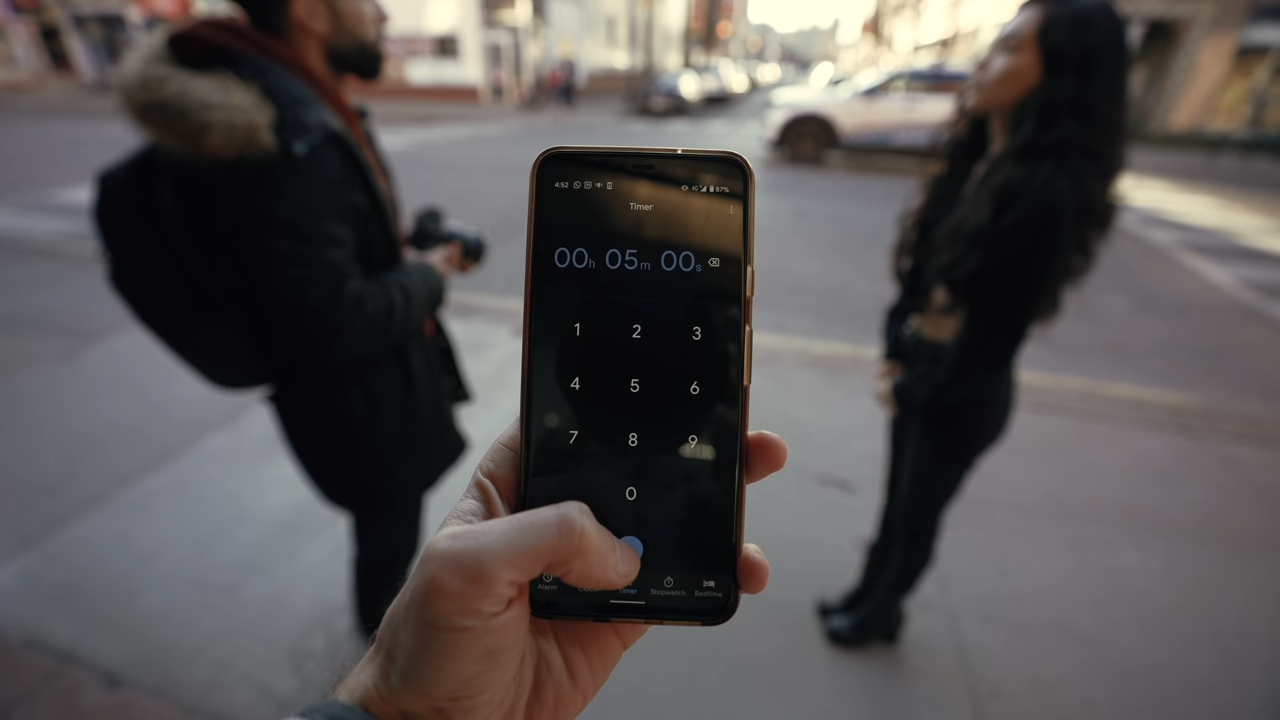 4:52 4G 87%
Timer
00h 05m 00s
1 2 3
4 5 6
7 8 9
0
Alarm Timer Stopwatch Bedtime